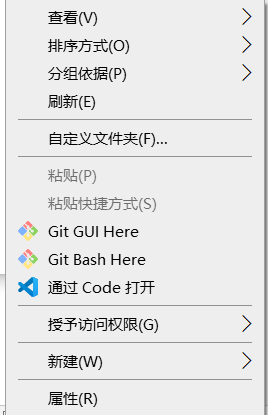 查看(V)
排序方式(O)
分组依据(P)
刷新(E)
自定义文件夹(F)...
粘贴(P)
粘贴快捷方式(S)
Git GUI Here
Git Bash Here
通过 Code 打开
授予访问权限(G)
新建(W)
属性(R)